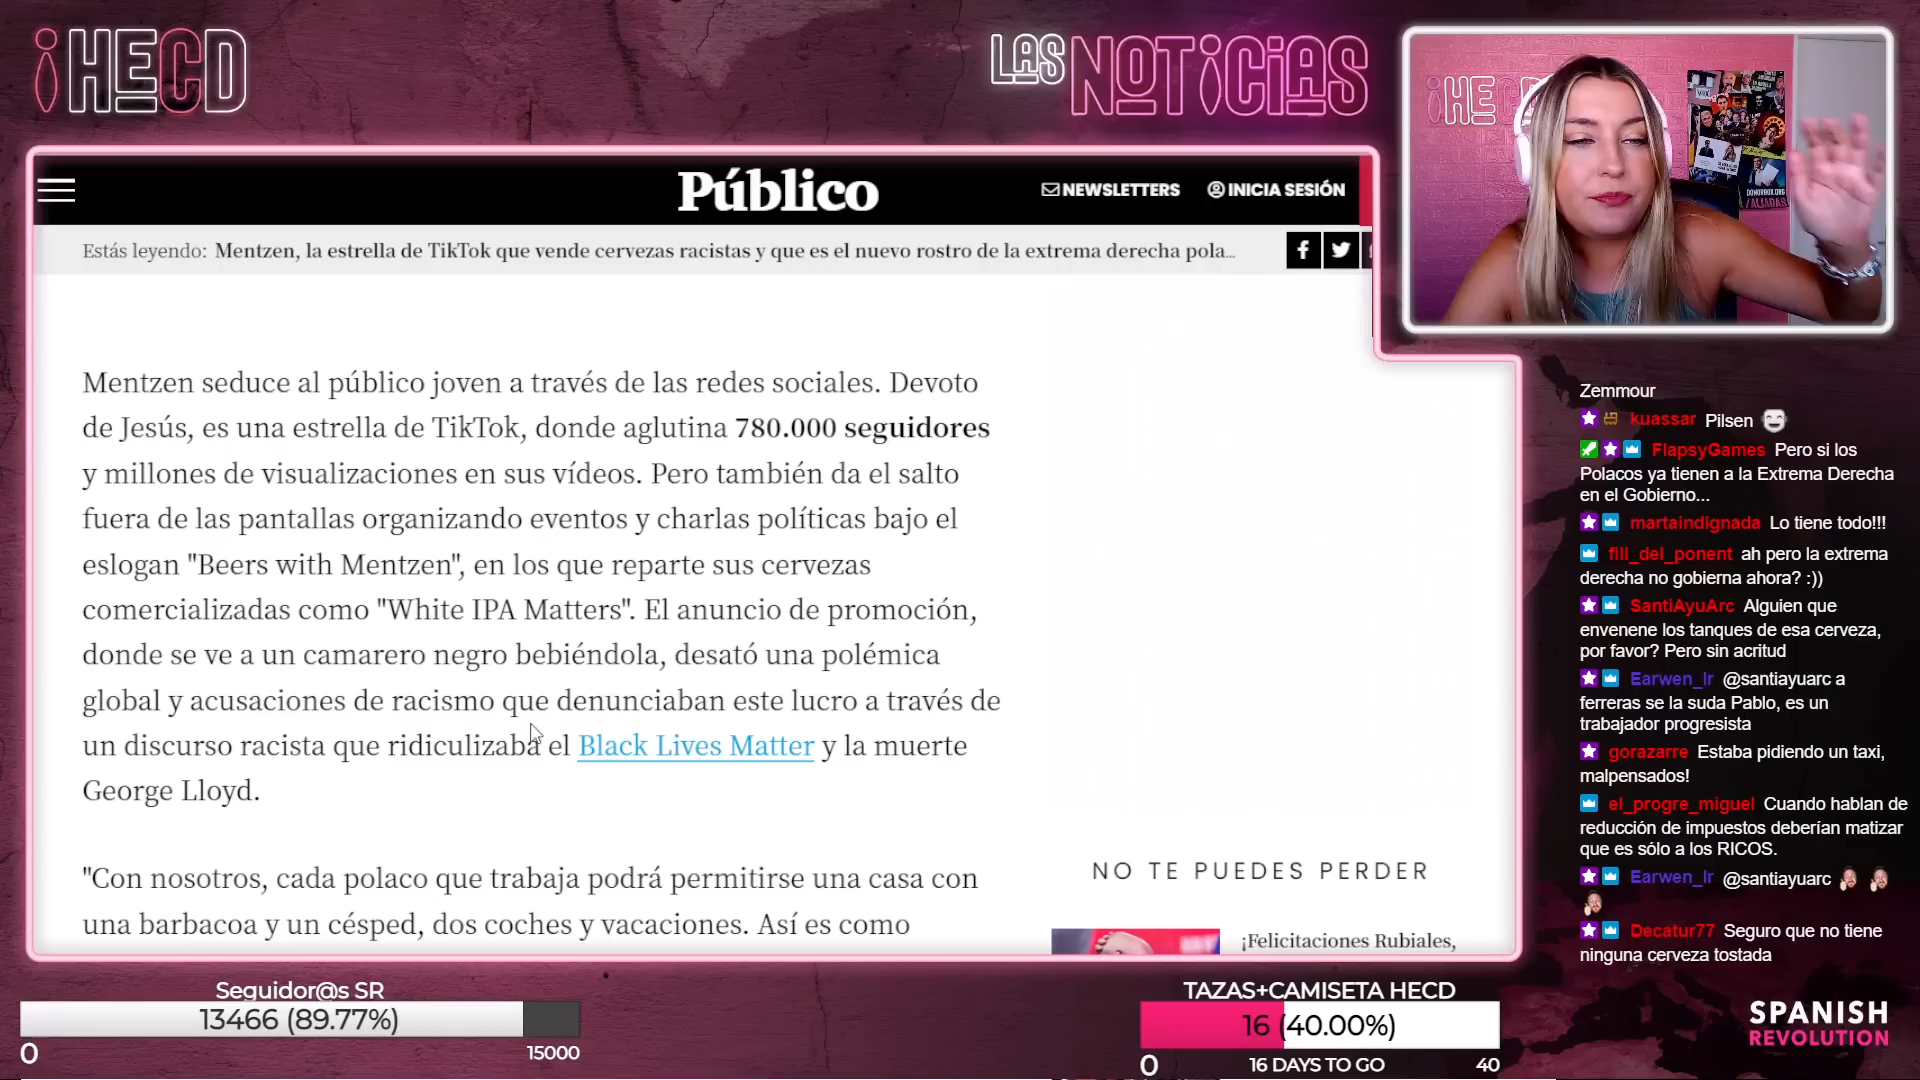 ¡HECD
LAS NOTICIAS
Público
NEWSLETTERS
INICIA SESIÓN
Estás leyendo: Mentzen, la estrella de TikTok que vende cervezas racistas y que es el nuevo rostro de la extrema derecha pola...
Mentzen seduce al público joven a través de las redes sociales. Devoto
de Jesús, es una estrella de TikTok, donde aglutina 780.000 seguidores
y millones de visualizaciones en sus vídeos. Pero también da el salto
fuera de las pantallas organizando eventos y charlas políticas bajo el
eslogan "Beers with Mentzen", en los que reparte sus cervezas
comercializadas como "White IPA Matters". El anuncio de promoción,
donde se ve a un camarero negro bebiéndola, desató una polémica
global y acusaciones de racismo que denunciaban este lucro a través de
un discurso racista que ridiculizaba el Black Lives Matter y la muerte
George Lloyd.
"Con nosotros, cada polaco que trabaja podrá permitirse una casa con
una barbacoa y un césped, dos coches y vacaciones. Así es como
NO TE PUEDES PERDER
¡Felicitaciones Rubiales,
Zemmour
kuassar Pilsen
FlapsyGames Pero si los
Polacos ya tienen a la Extrema Derecha
en el Gobierno...
martaindignada Lo tiene todo!!!
fill_del_ponent ah pero la extrema
derecha no gobierna ahora? :))
SantiAyuArc Alguien que
envenene los tanques de esa cerveza,
por favor? Pero sin acritud
Earwen_Ir @santiayuarc a
ferreras se la suda Pablo, es un
trabajador progresista
gorazarre Estaba pidiendo un taxi,
malpensados!
el_progre_miguel Cuando hablan de
reducción de impuestos deberían matizar
que es sólo a los RICOS.
Earwen_Ir @santiayuarc
Decatur77 Seguro que no tiene
ninguna cerveza tostada
Seguidor@s SR
13466 (89.77%)
0
15000
TAZAS+CAMISETA HECD
16 (40.00%)
0
16 DAYS TO GO
40
SPANISH
REVOLUTION